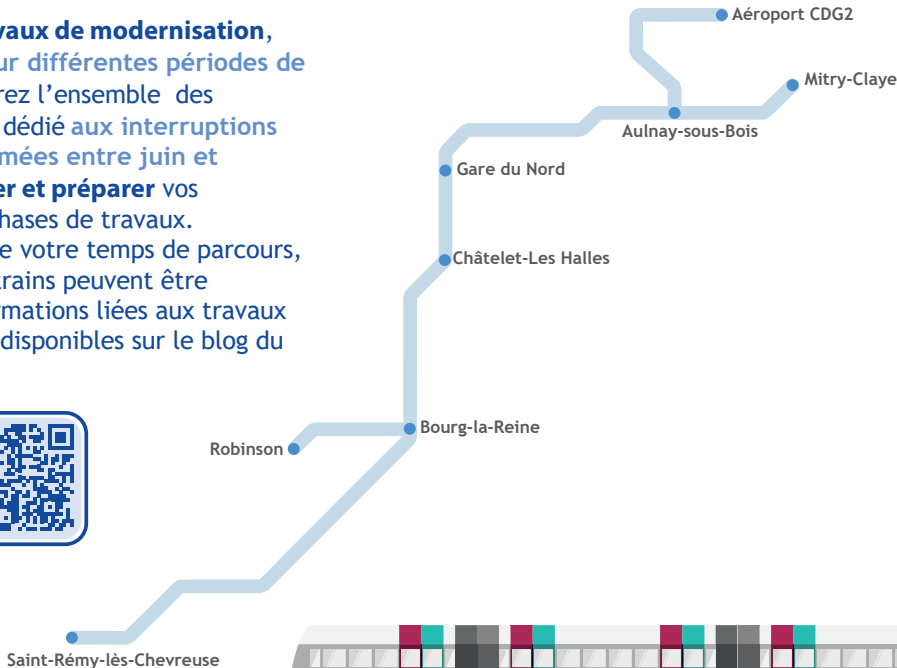 vaux de modernisation,
ur différentes périodes de
rez l'ensemble des
dédié aux interruptions
mées entre juin et
er et préparer vos
hases de travaux.
e votre temps de parcours,
trains peuvent être
rmations liées aux travaux
disponibles sur le blog du
Aéroport CDG2
Mitry-Claye
Aulnay-sous-Bois
Gare du Nord
Châtelet-Les Halles
Bourg-la-Reine
Robinson
Saint-Rémy-lès-Chevreuse